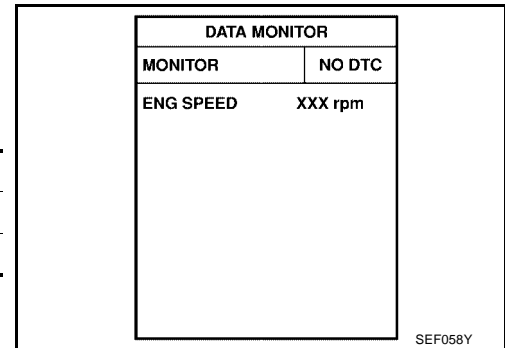 DATA MONITOR
MONITOR NO DTC
ENG SPEED XXX rpm
SEF058Y